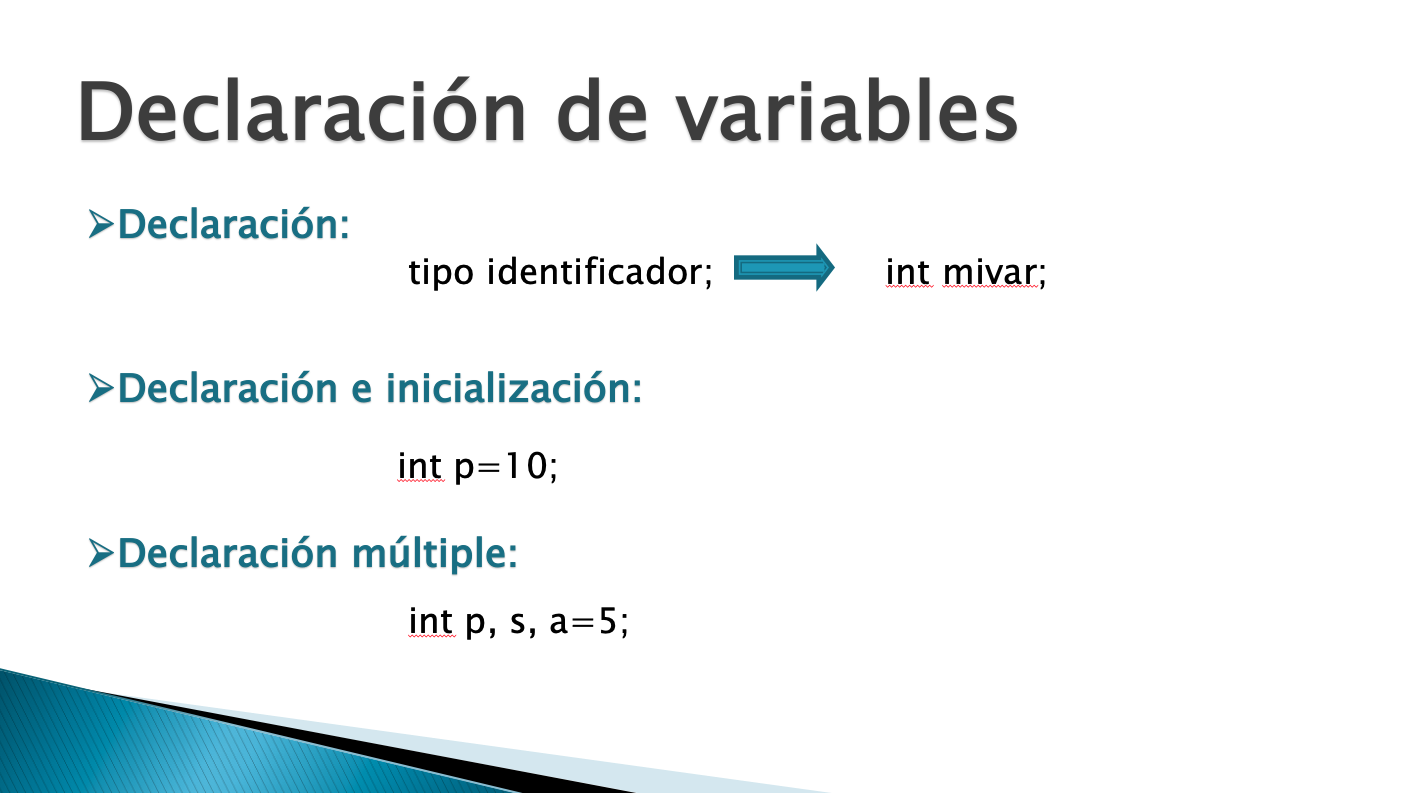 Declaración de variables
➢Declaración:
tipo identificador; int mivar;
➢Declaración e inicialización:
int p=10;
➢Declaración múltiple:
int p, s, a=5;